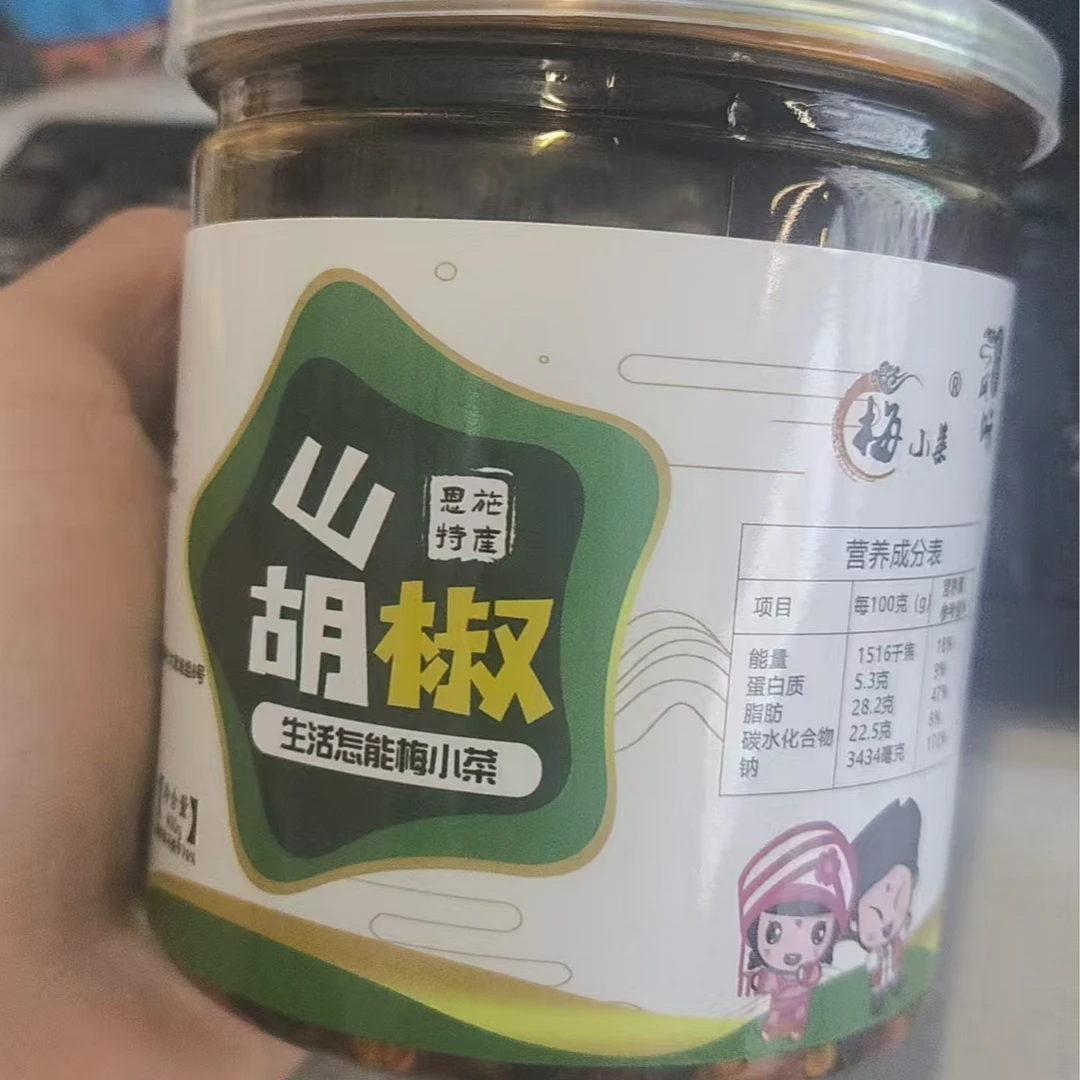 山
胡椒
恩施
特產
生活怎能梅小菜
梅小菜®
营养成分表
项目 每100克（g）
能量 1516千焦 18%
蛋白质 5.3克 9%
脂肪 28.2克 47%
碳水化合物 22.5克 8%
钠 3434毫克 172%